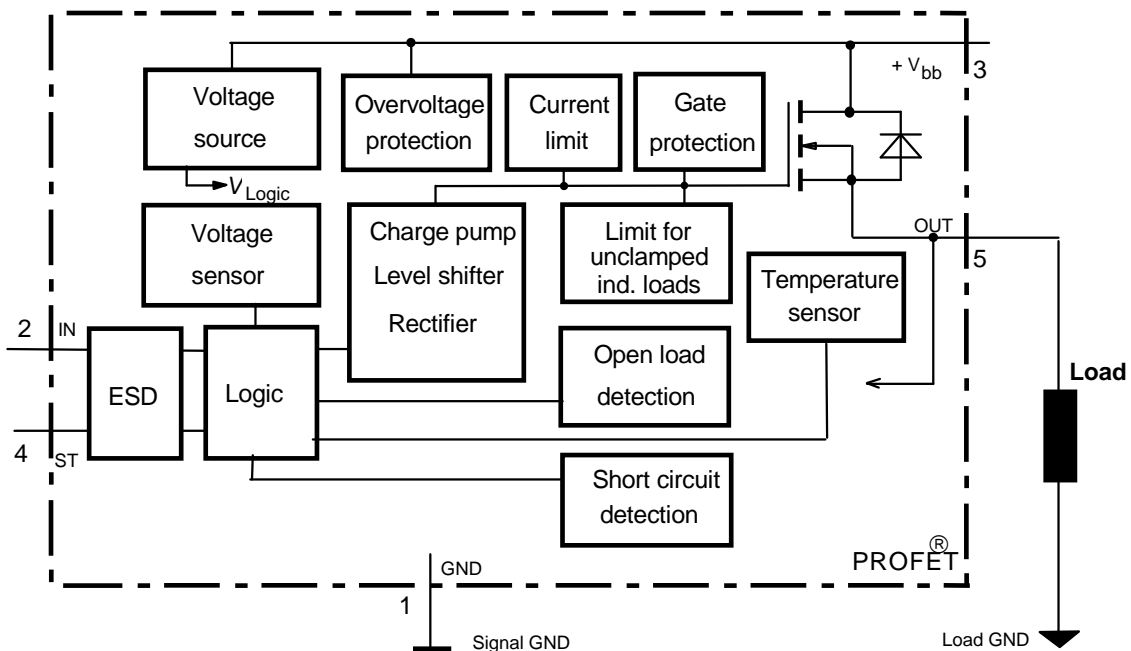 + V bb
3
Voltage
source
Overvoltage
protection
Current
limit
Gate
protection
V Logic
Voltage
sensor
Charge pump
Level shifter
Rectifier
Limit for
unclamped
ind. loads
OUT
5
Temperature
sensor
2
IN
ESD
Logic
Open load
detection
Load
4
ST
Short circuit
detection
PROFET®
GND
1
Signal GND
Load GND